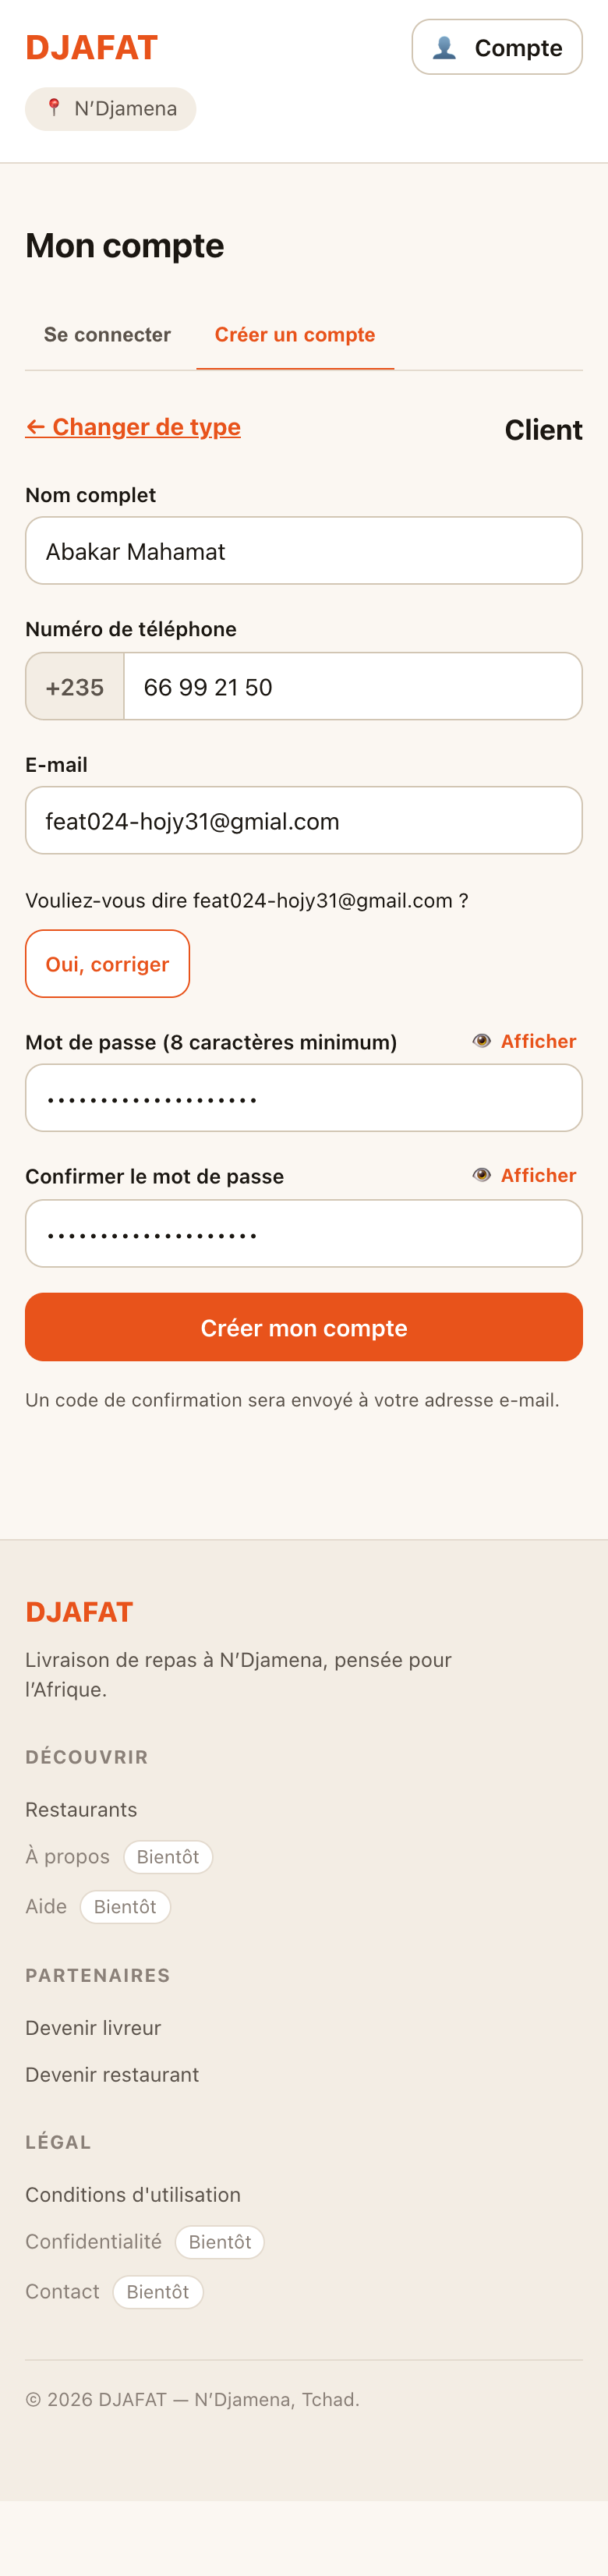 DJAFAT
Compte
N’Djamena
Mon compte
Se connecter
Créer un compte
← Changer de type
Client
Nom complet
Abakar Mahamat
Numéro de téléphone
+235
66 99 21 50
E-mail
feat024-hojy31@gmial.com
Vouliez-vous dire feat024-hojy31@gmail.com ?
Oui, corriger
Mot de passe (8 caractères minimum)
Afficher
••••••••••••••••••••
Confirmer le mot de passe
Afficher
••••••••••••••••••••
Créer mon compte
Un code de confirmation sera envoyé à votre adresse e-mail.
DJAFAT
Livraison de repas à N’Djamena, pensée pour
l’Afrique.
DÉCOUVRIR
Restaurants
À propos Bientôt
Aide Bientôt
PARTENAIRES
Devenir livreur
Devenir restaurant
LÉGAL
Conditions d'utilisation
Confidentialité Bientôt
Contact Bientôt
© 2026 DJAFAT — N’Djamena, Tchad.